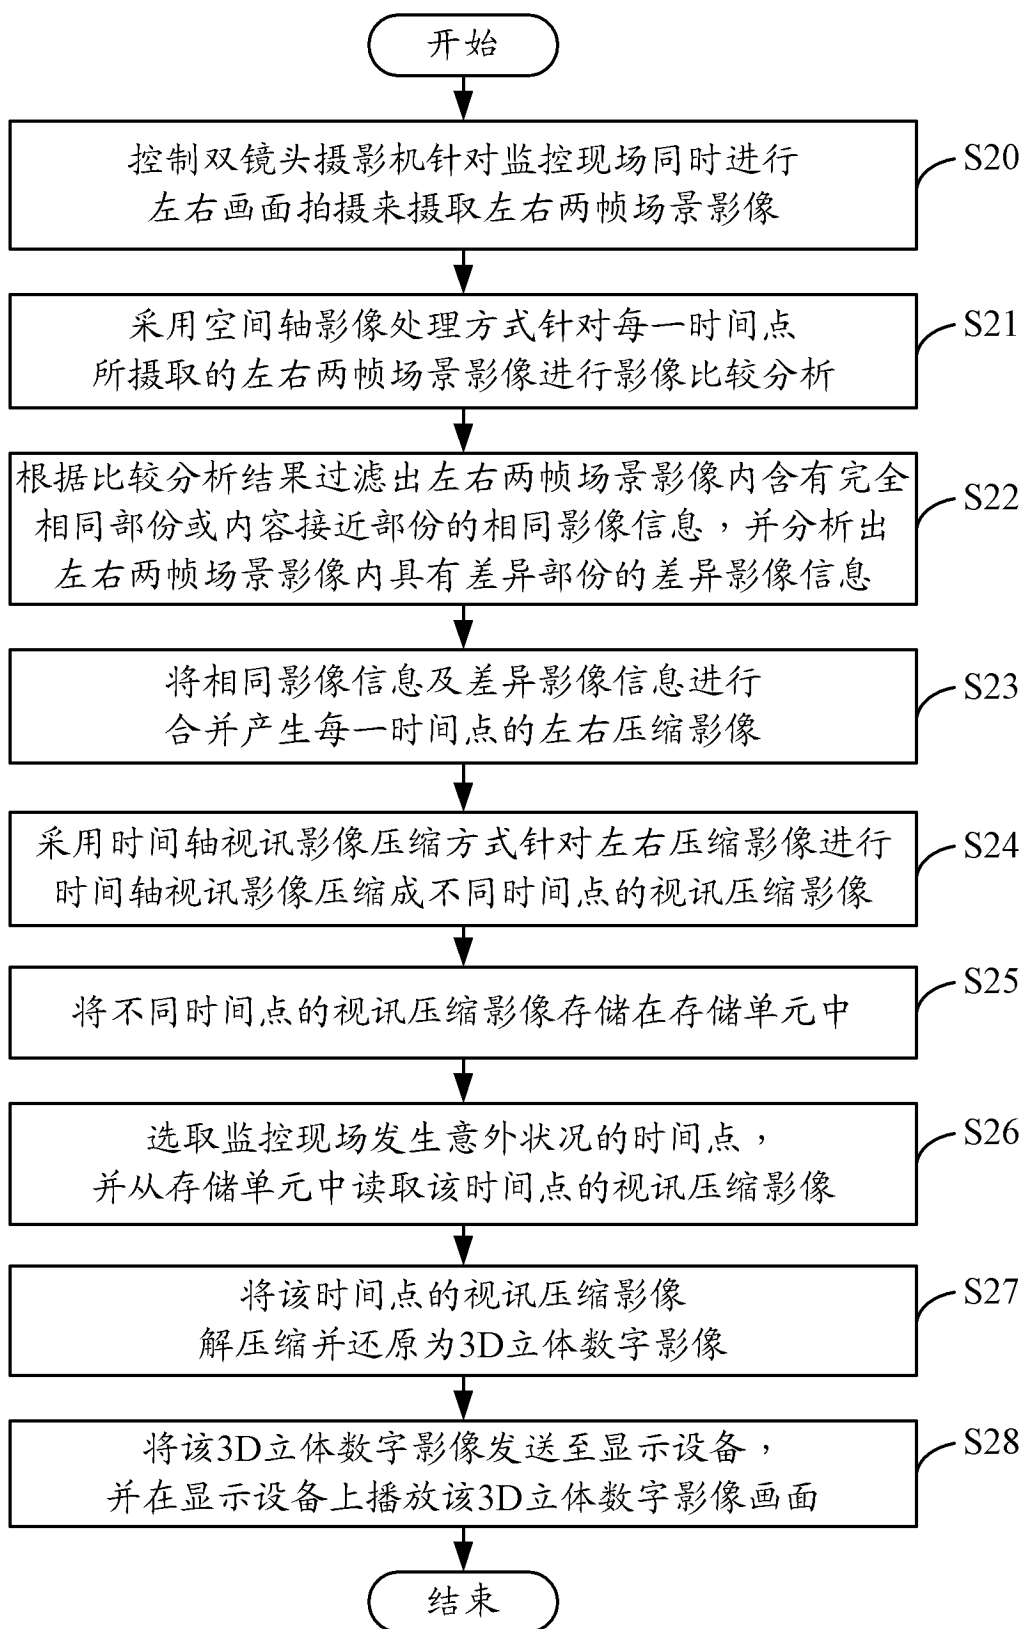 开始
控制双镜头摄影机针对监控现场同时进行
左右画面拍摄来摄取左右两帧场景影像
S20
采用空间轴影像处理方式针对每一时间点
所摄取的左右两帧场景影像进行影像比较分析
S21
根据比较分析结果过滤出左右两帧场景影像内含有完全
相同部份或内容接近部份的相同影像信息，并分析出
左右两帧场景影像内具有差异部份的差异影像信息
S22
将相同影像信息及差异影像信息进行
合并产生每一时间点的左右压缩影像
S23
采用时间轴视讯影像压缩方式针对左右压缩影像进行
时间轴视讯影像压缩成不同时间点的视讯压缩影像
S24
将不同时间点的视讯压缩影像存储在存储单元中
S25
选取监控现场发生意外状况的时间点，
并从存储单元中读取该时间点的视讯压缩影像
S26
将该时间点的视讯压缩影像
解压缩并还原为3D立体数字影像
S27
将该3D立体数字影像发送至显示设备，
并在显示设备上播放该3D立体数字影像画面
S28
结束